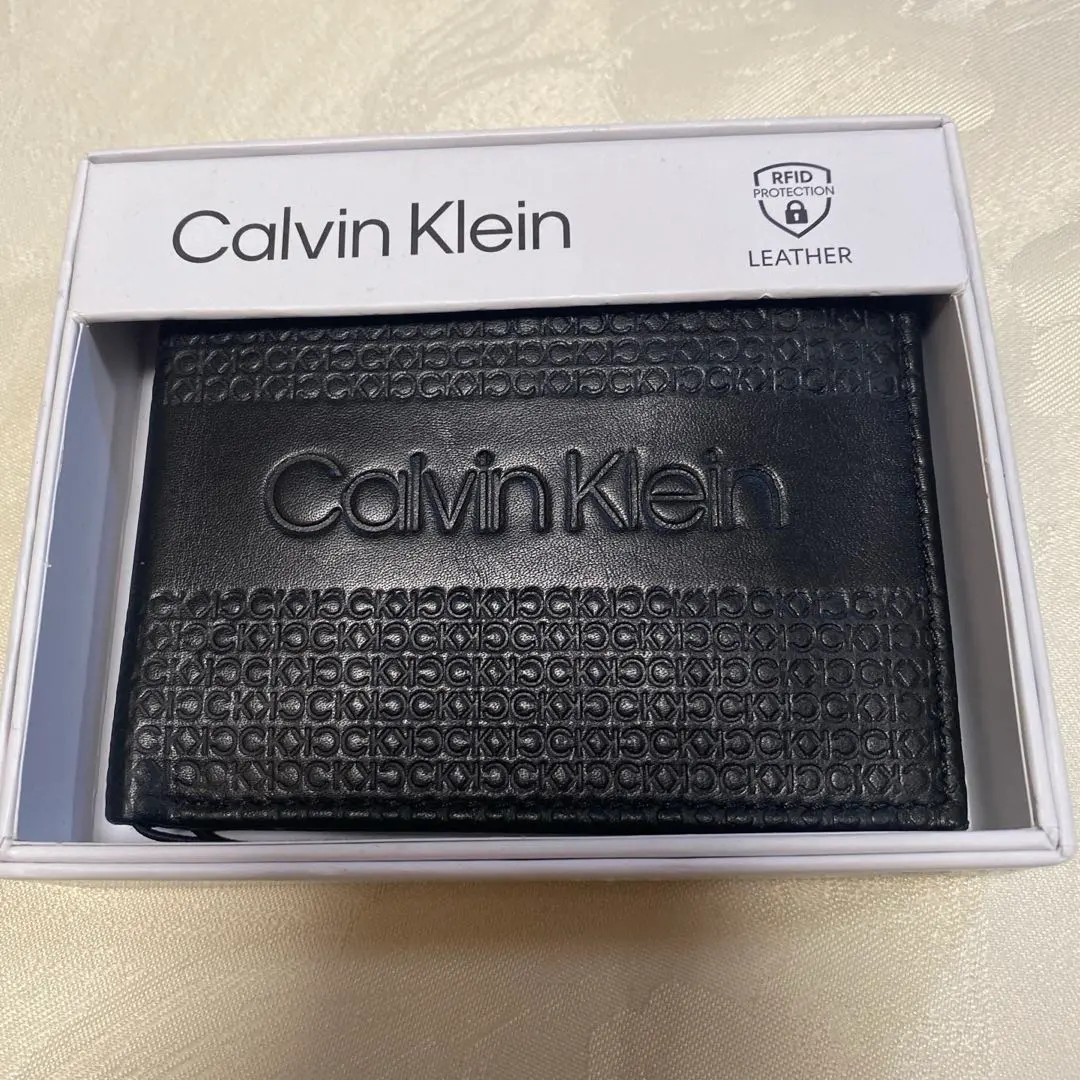 Calvin Klein
RFID
PROTECTION
LEATHER
Calvin Klein